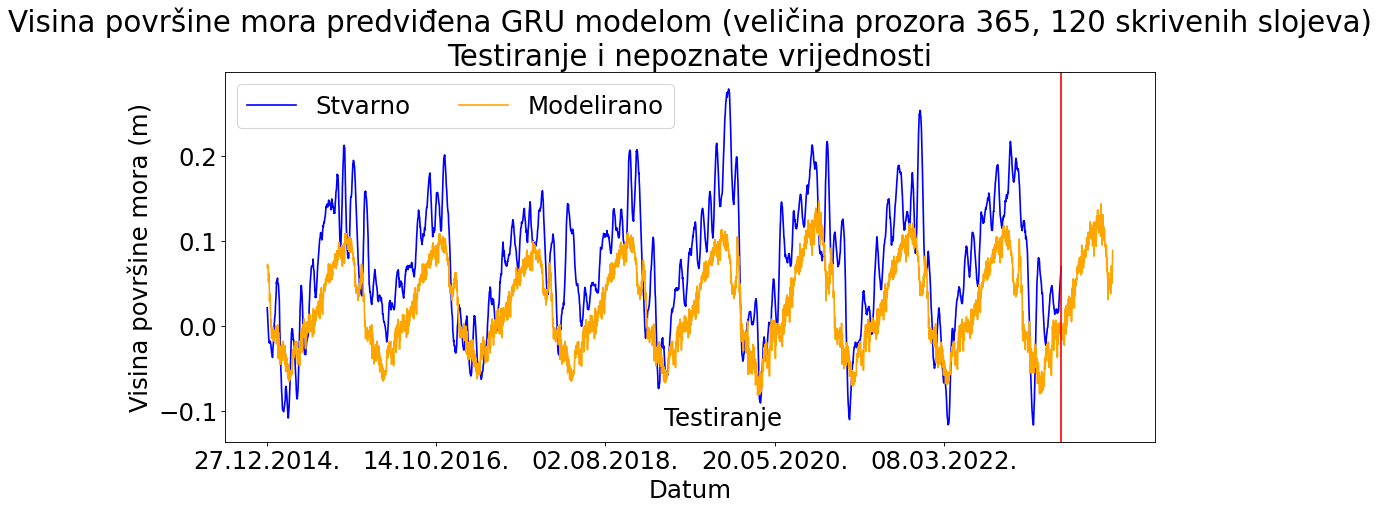 Visina površine mora predviđena GRU modelom (veličina prozora 365, 120 skrivenih slojeva)
Testiranje i nepoznate vrijednosti
Stvarno Modelirano
Visina površine mora (m)
0.2
0.1
0.0
−0.1
Testiranje
27.12.2014. 14.10.2016. 02.08.2018. 20.05.2020. 08.03.2022.
Datum